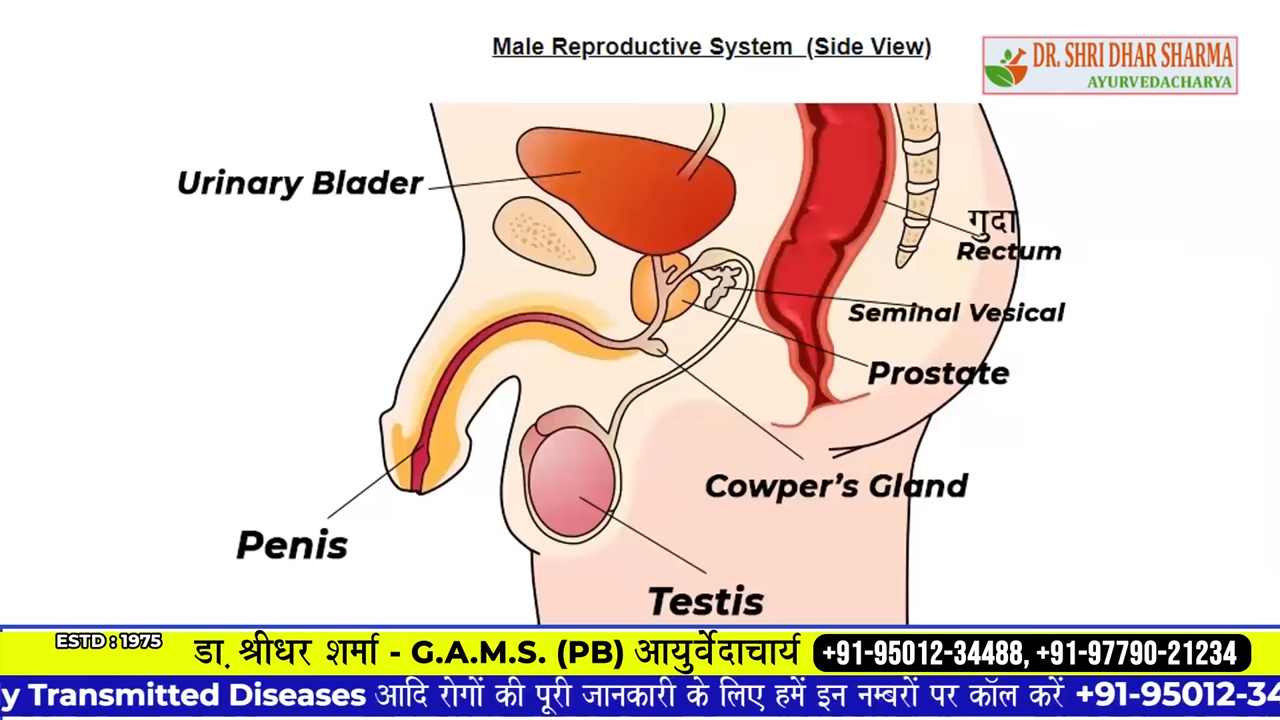 Male Reproductive System (Side View)
DR. SHRI DHAR SHARMA
AYURVEDACHARYA
Urinary Blader
गुदा
Rectum
Seminal Vesical
Prostate
Cowper's Gland
Penis
Testis
ESTD : 1975
डा. श्रीधर शर्मा - G.A.M.S. (PB) आयुर्वेदाचार्य +91-95012-34488, +91-97790-21234
y Transmitted Diseases आदि रोगों की पूरी जानकारी के लिए हमें इन नम्बरों पर कॉल करें +91-95012-34